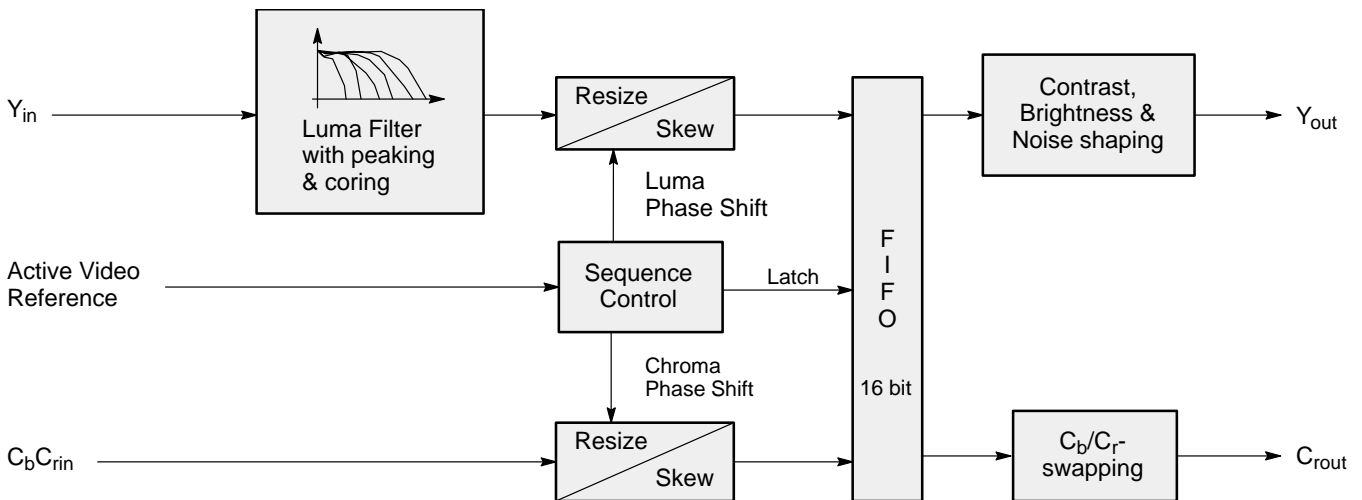 Y_in
Luma Filter
with peaking
& coring
Resize
Skew
Luma
Phase Shift
Contrast,
Brightness &
Noise shaping
Y_out
Active Video
Reference
Sequence
Control
Latch
F
I
F
O
16 bit
Chroma
Phase Shift
C_bC_rin
Resize
Skew
C_b/C_r-
swapping
C_rout